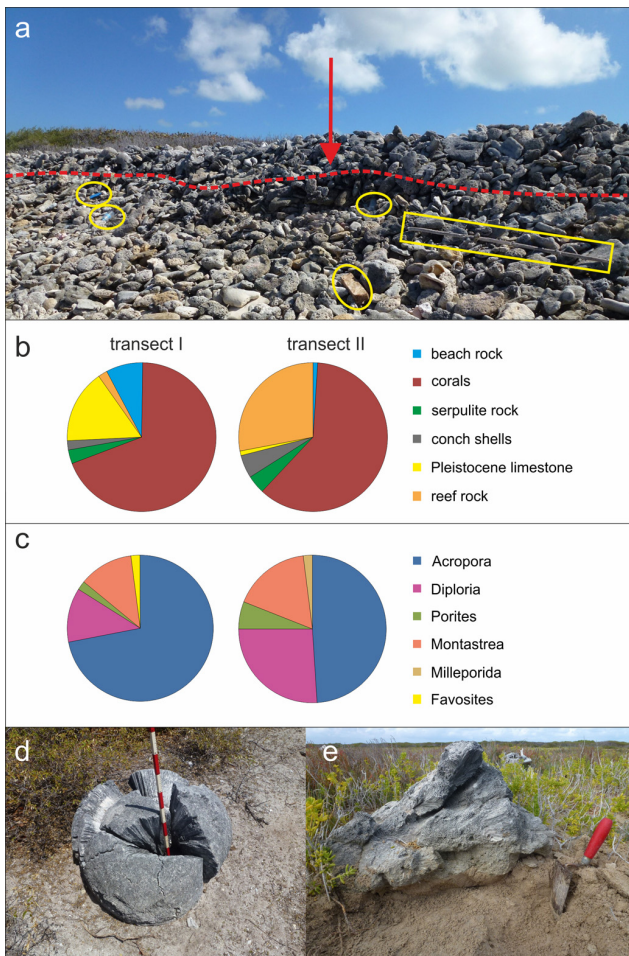 a
b
transect I
transect II
beach rock
corals
serpulite rock
conch shells
Pleistocene limestone
reef rock
c
Acropora
Diploria
Porites
Montastrea
Milleporida
Favosites
d
e